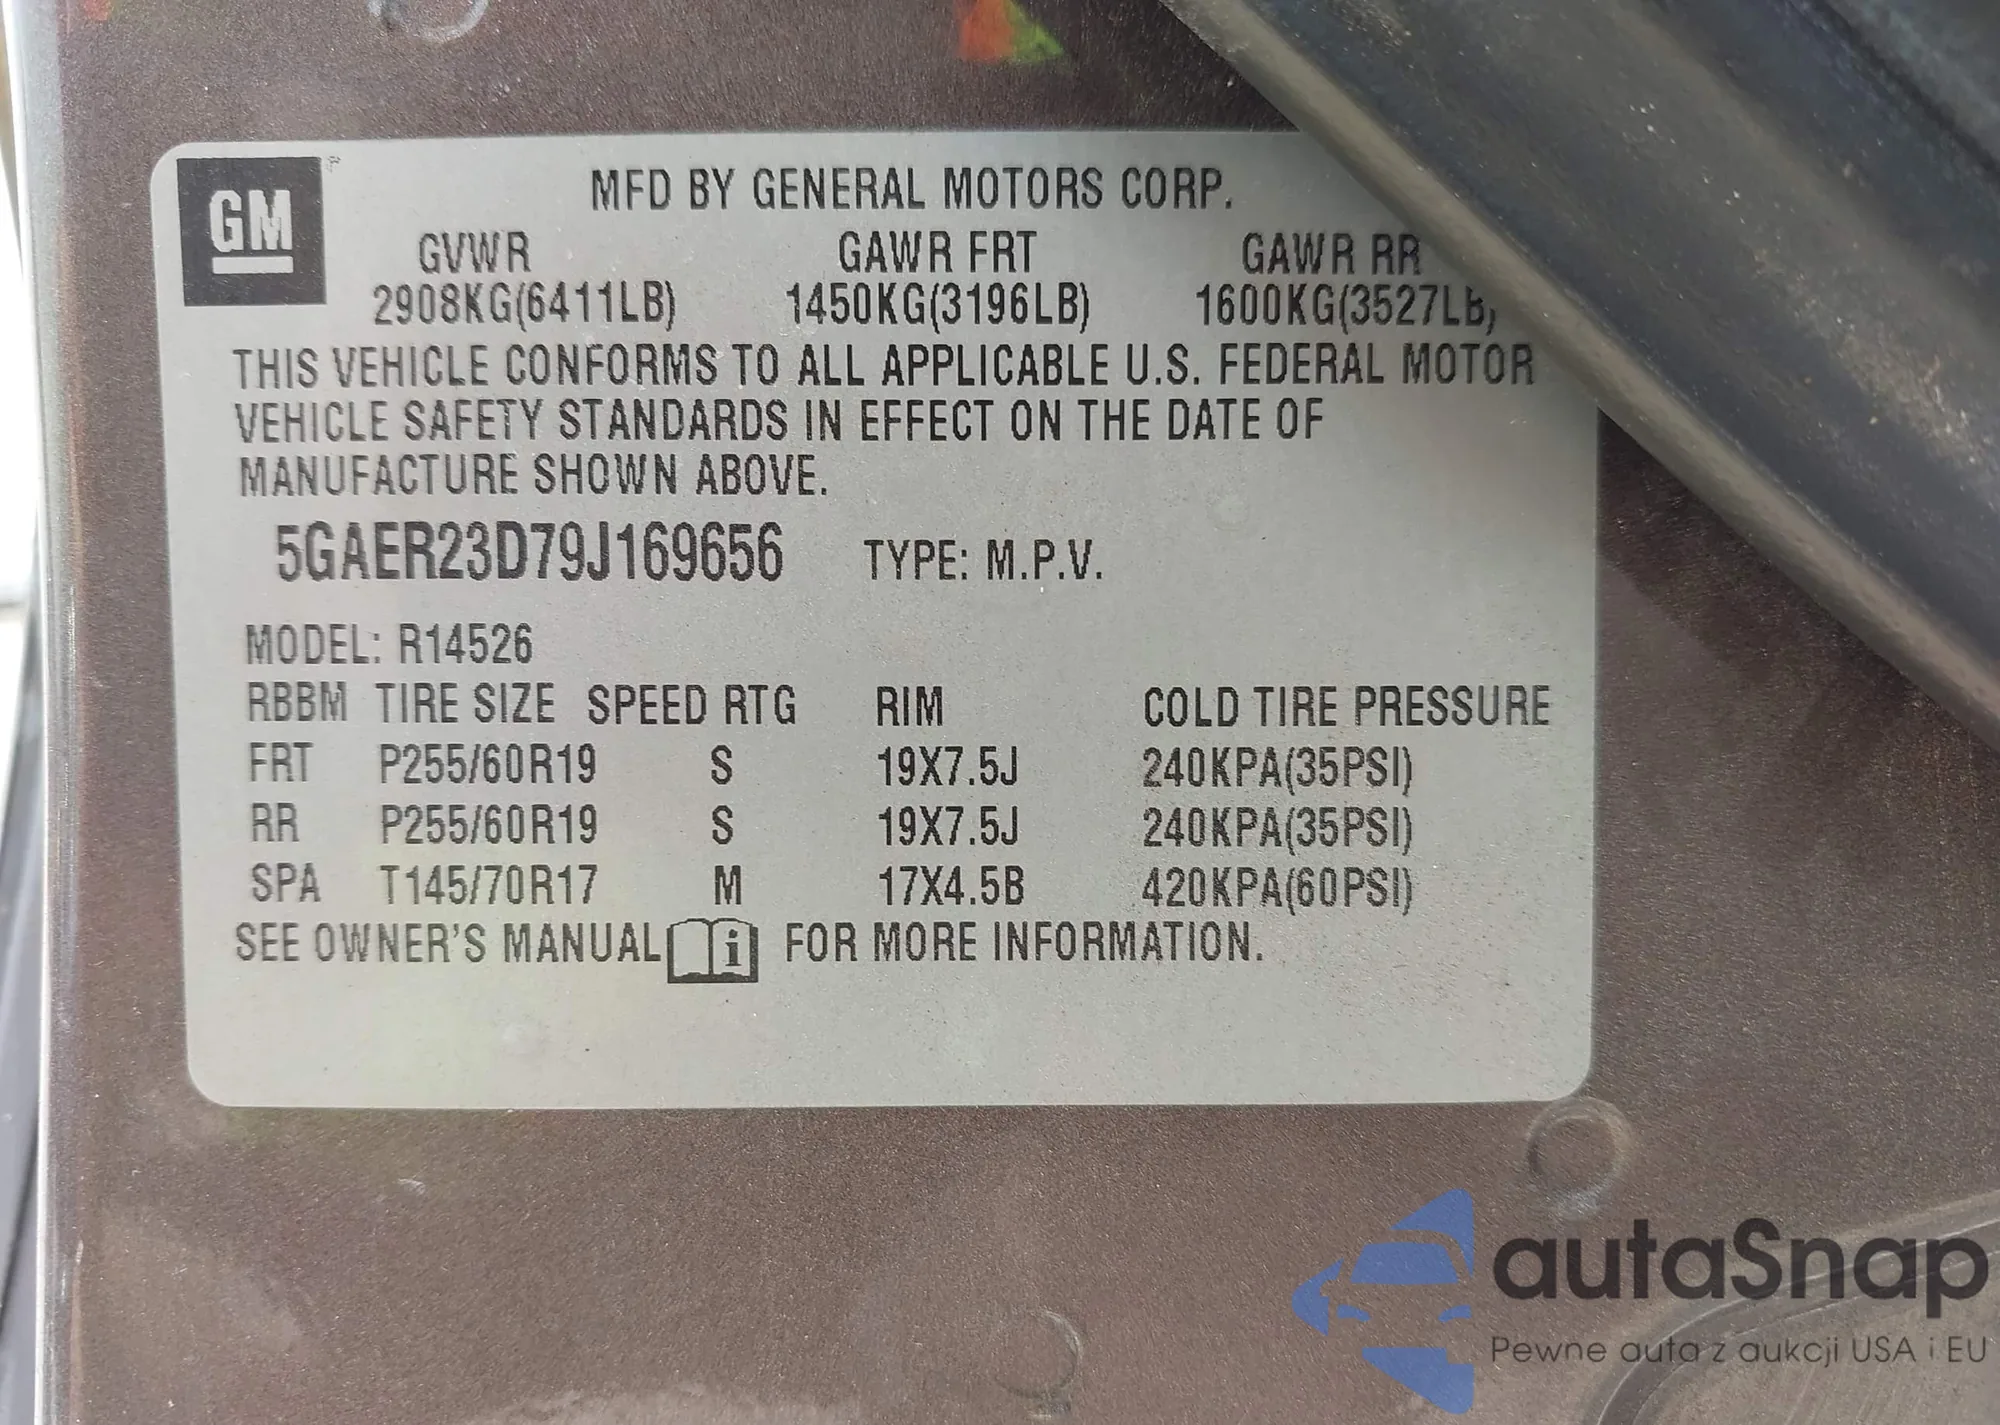 GM
MFD BY GENERAL MOTORS CORP.
GVWR GAWR FRT GAWR RR
2908KG(6411LB) 1450KG(3196LB) 1600KG(3527LB)
THIS VEHICLE CONFORMS TO ALL APPLICABLE U.S. FEDERAL MOTOR
VEHICLE SAFETY STANDARDS IN EFFECT ON THE DATE OF
MANUFACTURE SHOWN ABOVE.
5GAER23D79J169656 TYPE: M.P.V.
MODEL: R14526
RBBM TIRE SIZE SPEED RTG RIM COLD TIRE PRESSURE
FRT P255/60R19 S 19X7.5J 240KPA(35PSI)
RR P255/60R19 S 19X7.5J 240KPA(35PSI)
SPA T145/70R17 M 17X4.5B 420KPA(60PSI)
SEE OWNER'S MANUAL i FOR MORE INFORMATION.
autaSnap
Pewne auta z aukcji USA i EU